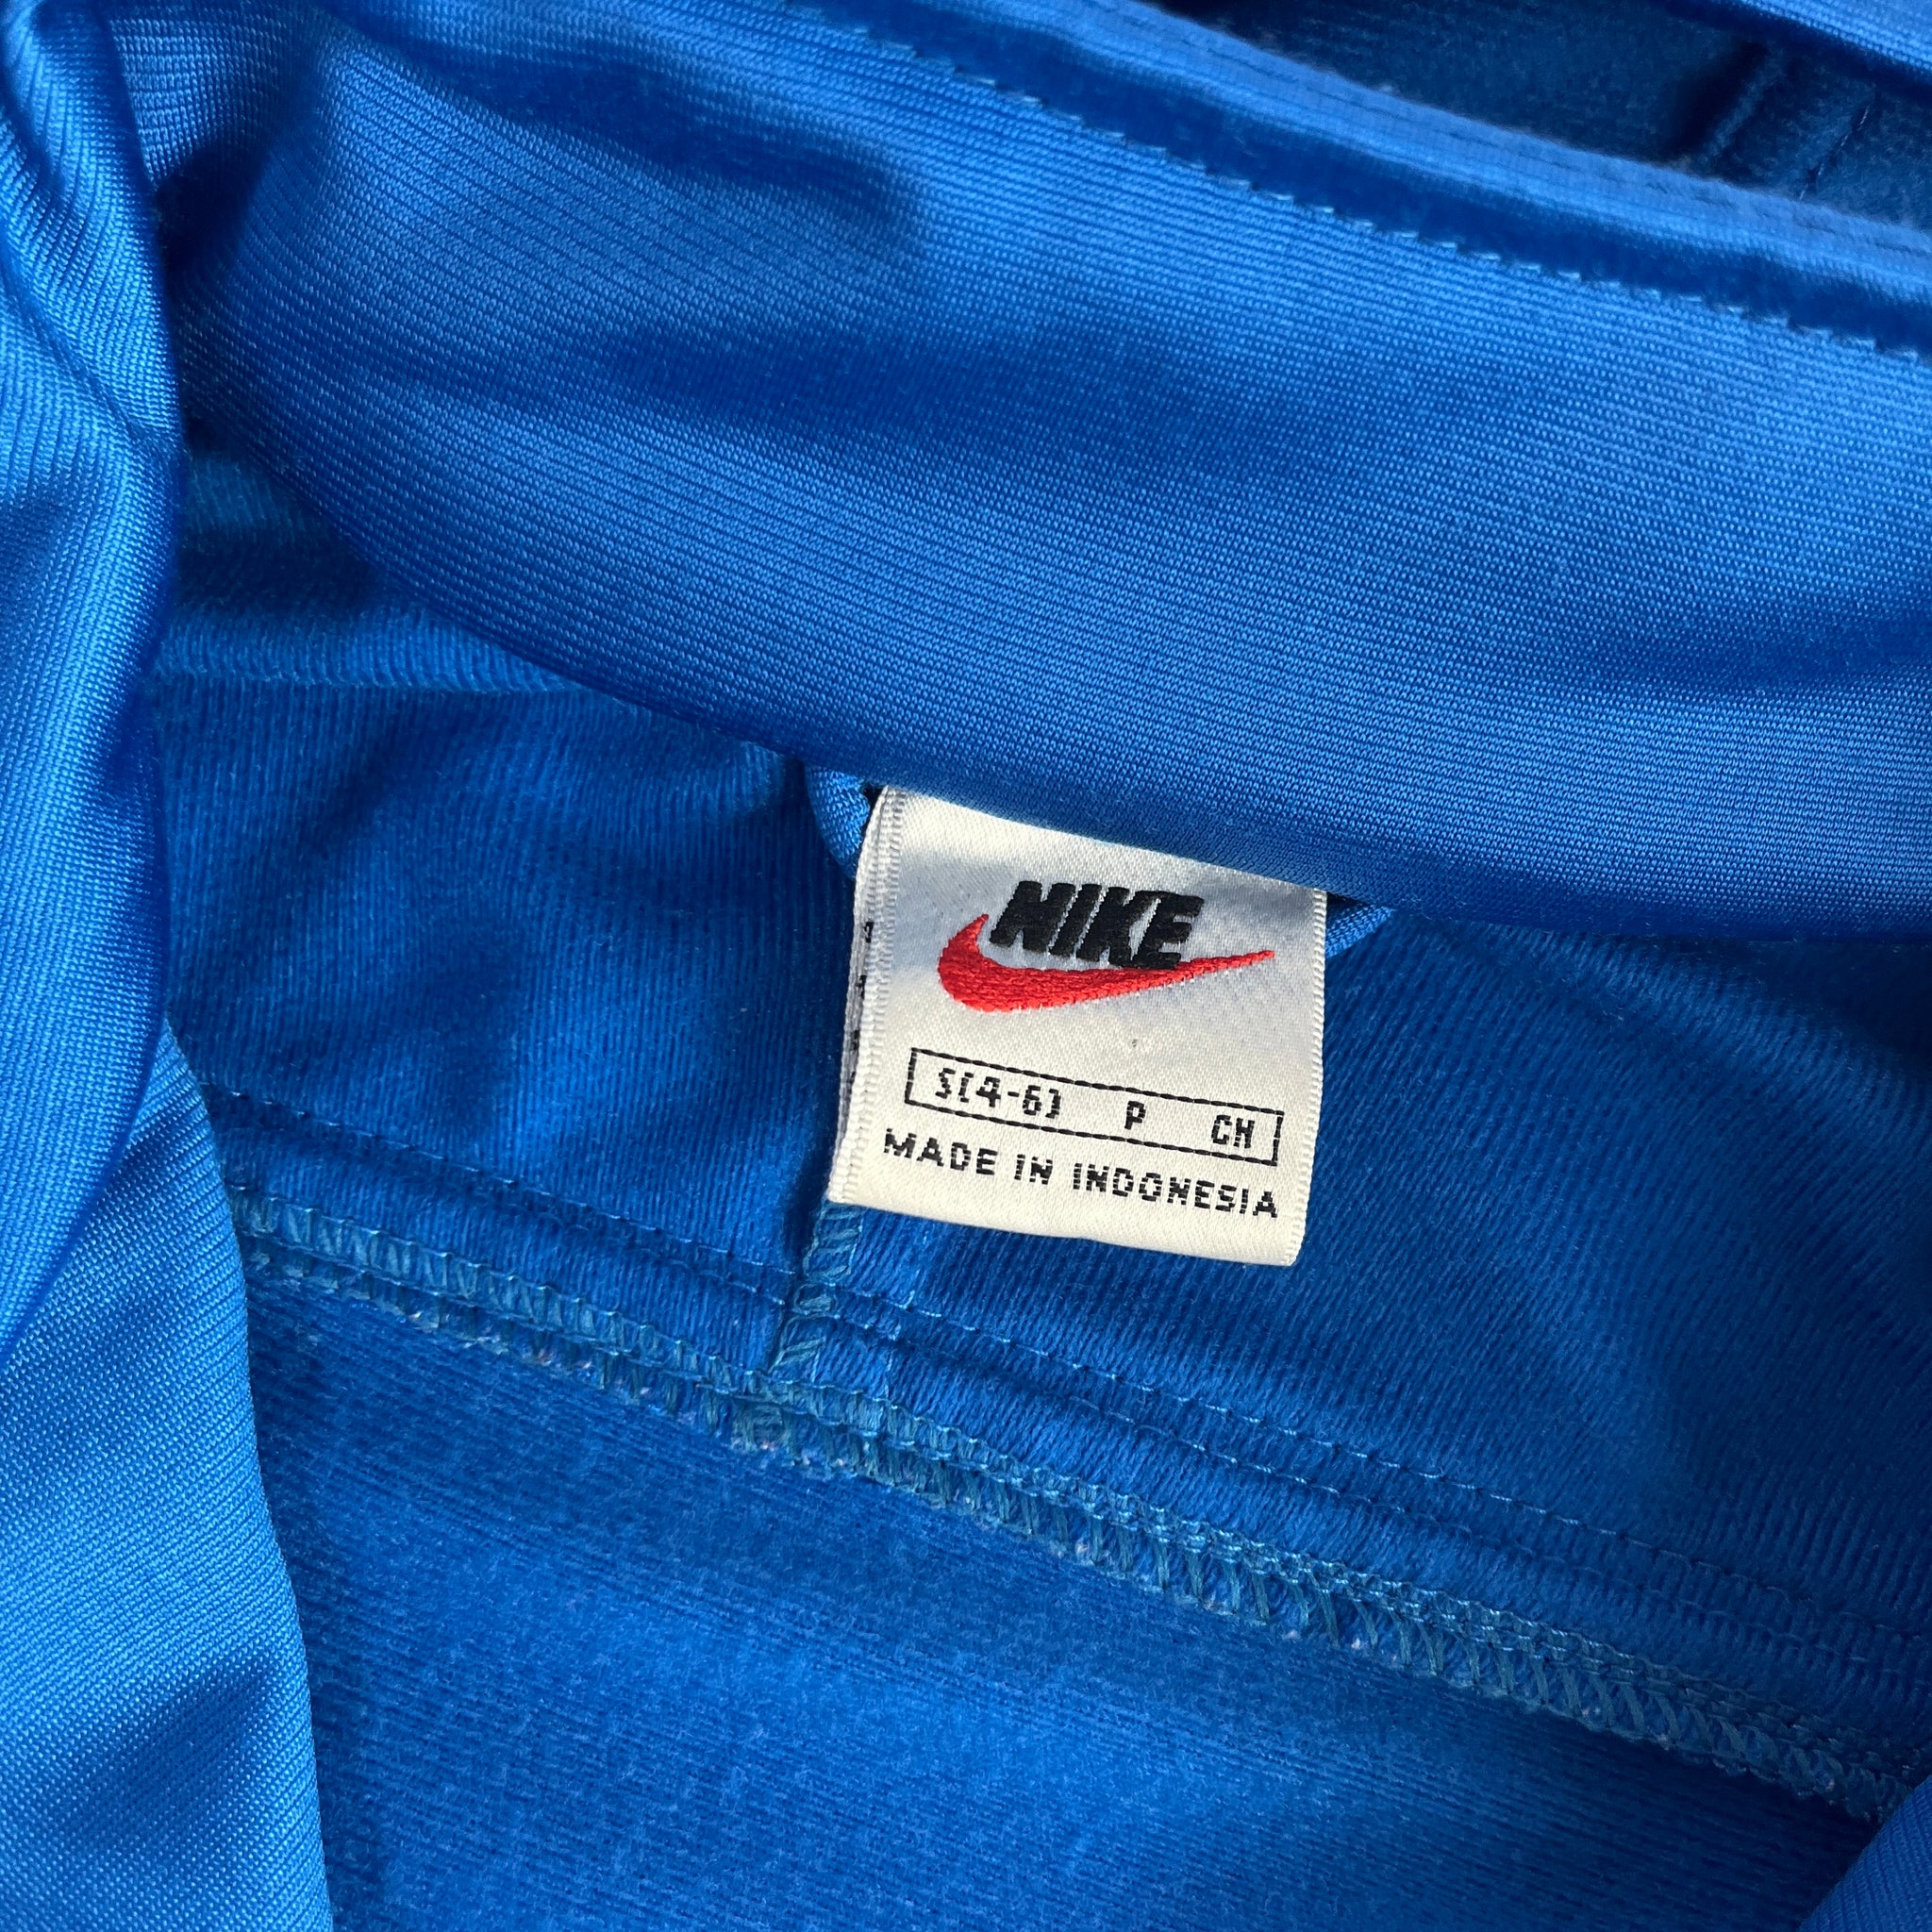 NIKE
S(4-6) P CH
MADE IN INDONESIA